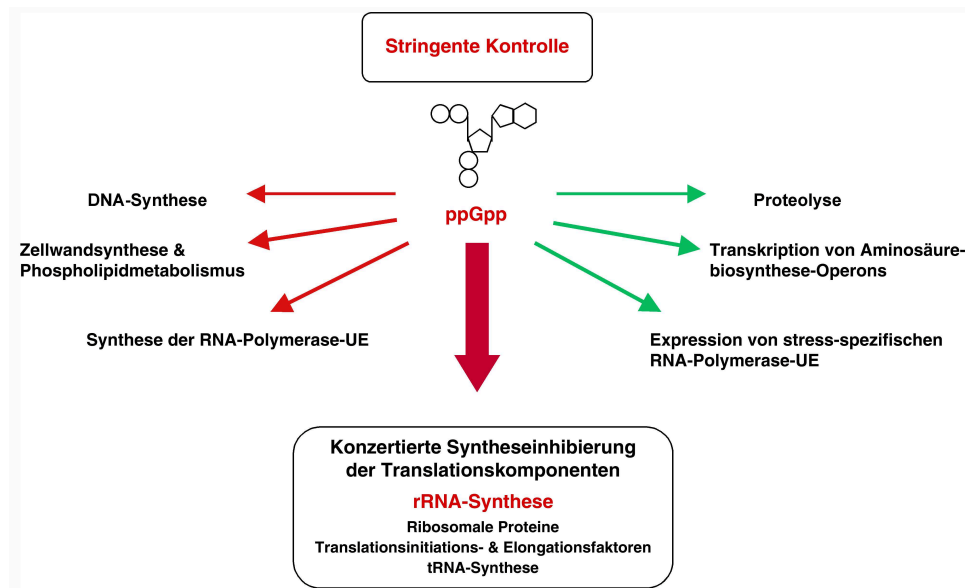 Stringente Kontrolle
DNA-Synthese
ppGpp
Proteolyse
Zellwandsynthese &
Phospholipidmetabolismus
Transkription von Aminosäure-
biosynthese-Operons
Synthese der RNA-Polymerase-UE
Expression von stress-spezifischen
RNA-Polymerase-UE
Konzertierte Syntheseinhibierung
der Translationskomponenten
rRNA-Synthese
Ribosomale Proteine
Translationsinitiations- & Elongationsfaktoren
tRNA-Synthese